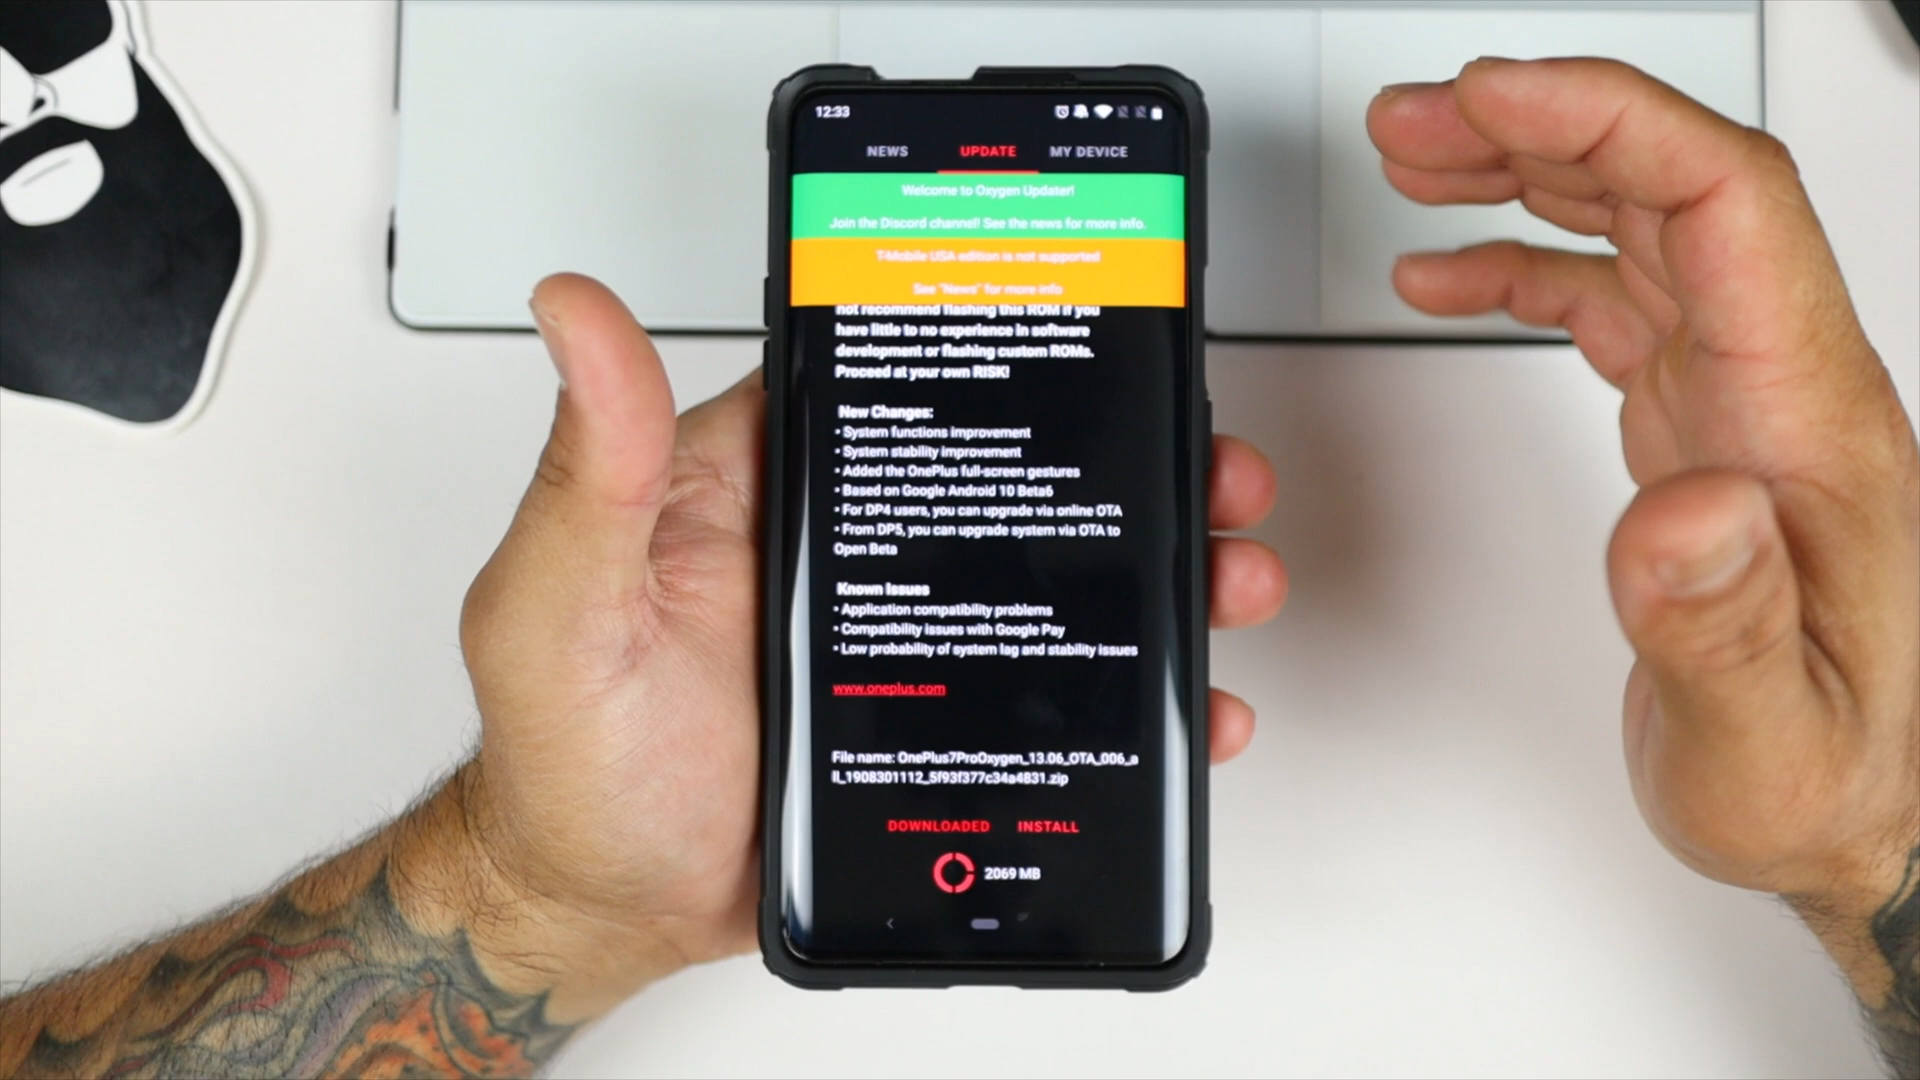 12:33
NEWS UPDATE MY DEVICE
Welcome to Oxygen Updater!
Join the Discord channel! See the news for more info.
T-Mobile USA edition is not supported
See "News" for more info
not recommend flashing this ROM if you
have little to no experience in software
development or flashing custom ROMs.
Proceed at your own RISK!
New Changes:
• System functions improvement
• System stability improvement
• Added the OnePlus full-screen gestures
• Based on Google Android 10 Beta6
• For DP4 users, you can upgrade via online OTA
• From DP5, you can upgrade system via OTA to
Open Beta
Known Issues
• Application compatibility problems
• Compatibility issues with Google Pay
• Low probability of system lag and stability issues
www.oneplus.com
File name: OnePlus7ProOxygen_13.06_OTA_006_a
ll_1908301112_5f93f377c34a4831.zip
DOWNLOADED INSTALL
2069 MB